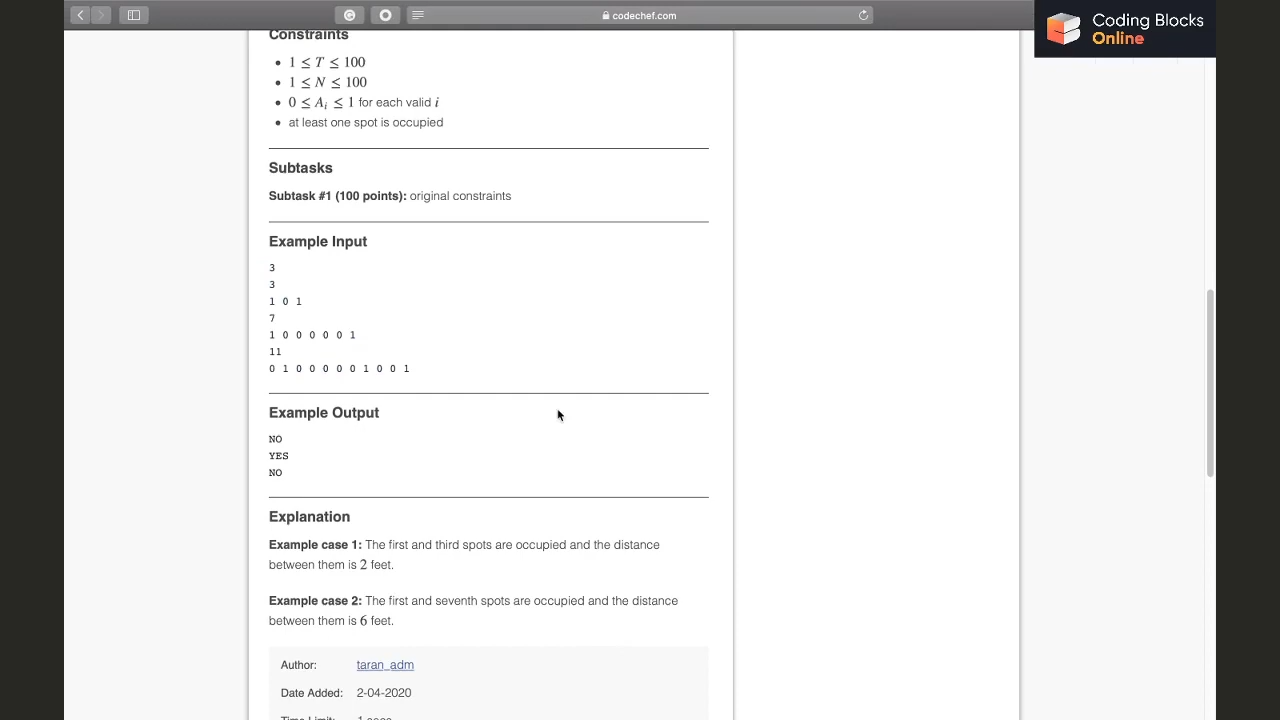 codechef.com
Coding Blocks
Online
Constraints
• 1 ≤ T ≤ 100
• 1 ≤ N ≤ 100
• 0 ≤ Aᵢ ≤ 1 for each valid i
• at least one spot is occupied
Subtasks
Subtask #1 (100 points): original constraints
Example Input
3
3
1 0 1
7
1 0 0 0 0 0 1
11
0 1 0 0 0 0 0 1 0 0 1
Example Output
NO
YES
NO
Explanation
Example case 1: The first and third spots are occupied and the distance
between them is 2 feet.
Example case 2: The first and seventh spots are occupied and the distance
between them is 6 feet.
Author: taran_adm
Date Added: 2-04-2020